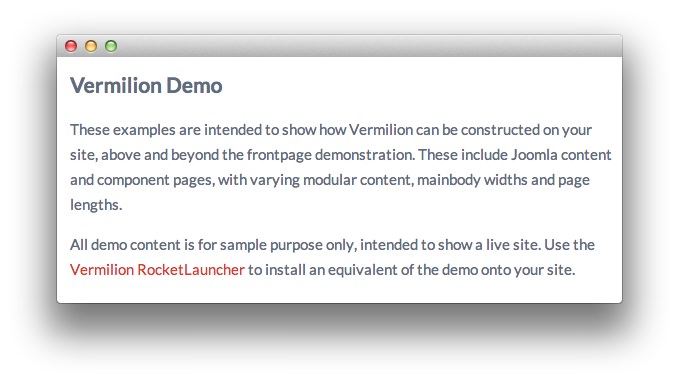 Vermilion Demo
These examples are intended to show how Vermilion can be constructed on your
site, above and beyond the frontpage demonstration. These include Joomla content
and component pages, with varying modular content, mainbody widths and page
lengths.
All demo content is for sample purpose only, intended to show a live site. Use the
Vermilion RocketLauncher to install an equivalent of the demo onto your site.